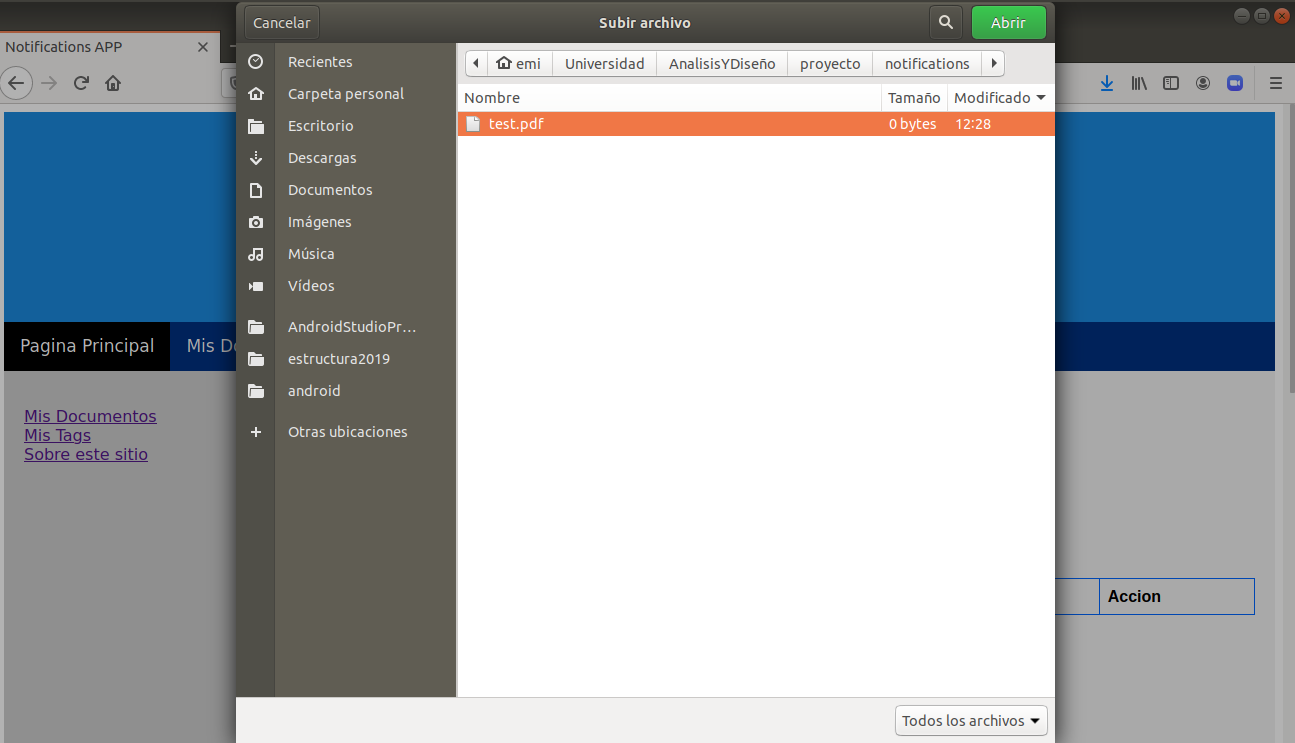 Cancelar
Subir archivo
Abrir
Notifications APP
Recientes
Carpeta personal
Escritorio
Descargas
Documentos
Imágenes
Música
Vídeos
AndroidStudioPr...
estructura2019
android
Otras ubicaciones
emi Universidad AnalisisYDiseño proyecto notifications
Nombre Tamaño Modificado
test.pdf 0 bytes 12:28
Pagina Principal Mis D
Mis Documentos
Mis Tags
Sobre este sitio
Accion
Todos los archivos